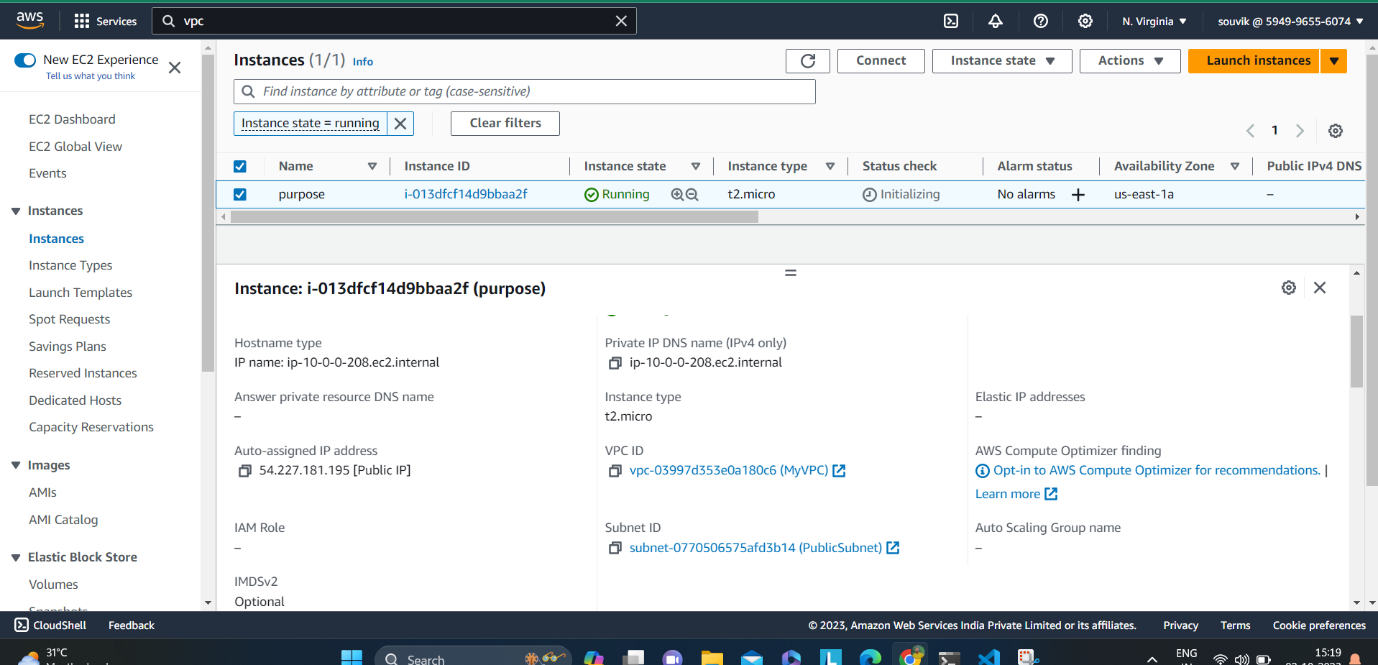 aws
Services
vpc
N. Virginia
souvik @ 5949-9655-6074
New EC2 Experience
Tell us what you think
EC2 Dashboard
EC2 Global View
Events
Instances
Instances
Instance Types
Launch Templates
Spot Requests
Savings Plans
Reserved Instances
Dedicated Hosts
Capacity Reservations
Images
AMIs
AMI Catalog
Elastic Block Store
Volumes
Snapshots
Instances (1/1) Info
Connect
Instance state
Actions
Launch instances
Find instance by attribute or tag (case-sensitive)
Instance state = running
Clear filters
1
Name Instance ID Instance state Instance type Status check Alarm status Availability Zone Public IPv4 DNS
purpose i-013dfcf14d9bbaa2f Running t2.micro Initializing No alarms + us-east-1a –
Instance: i-013dfcf14d9bbaa2f (purpose)
Hostname type
IP name: ip-10-0-0-208.ec2.internal
Private IP DNS name (IPv4 only)
ip-10-0-0-208.ec2.internal
Answer private resource DNS name
–
Instance type
t2.micro
Elastic IP addresses
–
Auto-assigned IP address
54.227.181.195 [Public IP]
VPC ID
vpc-03997d353e0a180c6 (MyVPC)
AWS Compute Optimizer finding
Opt-in to AWS Compute Optimizer for recommendations. |
Learn more
IAM Role
–
Subnet ID
subnet-0770506575afd3b14 (PublicSubnet)
Auto Scaling Group name
–
IMDSv2
Optional
CloudShell
Feedback
© 2023, Amazon Web Services India Private Limited or its affiliates.
Privacy
Terms
Cookie preferences
31°C
Search
ENG
15:19